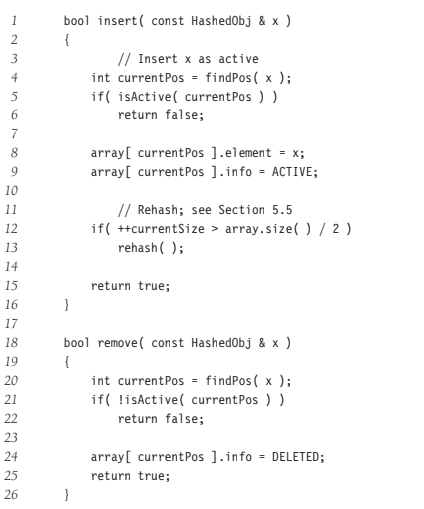 1 bool insert( const HashedObj & x )
2 {
3 // Insert x as active
4 int currentPos = findPos( x );
5 if( isActive( currentPos ) )
6 return false;
7
8 array[ currentPos ].element = x;
9 array[ currentPos ].info = ACTIVE;
10
11 // Rehash; see Section 5.5
12 if( ++currentSize > array.size( ) / 2 )
13 rehash( );
14
15 return true;
16 }
17
18 bool remove( const HashedObj & x )
19 {
20 int currentPos = findPos( x );
21 if( !isActive( currentPos ) )
22 return false;
23
24 array[ currentPos ].info = DELETED;
25 return true;
26 }